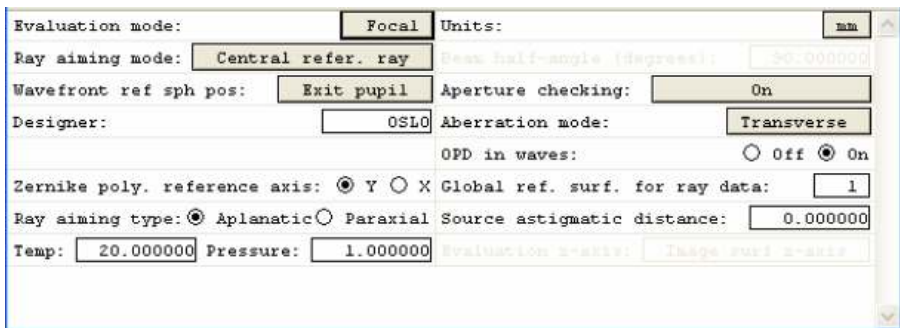 Evaluation mode: Focal Units: mm
Ray aiming mode: Central refer. ray Beam half-angle (degrees): 90.000000
Wavefront ref sph pos: Exit pupil Aperture checking: On
Designer: OSLO Aberration mode: Transverse
OPD in waves: Off On
Zernike poly. reference axis: Y X Global ref. surf. for ray data: 1
Ray aiming type: Aplanatic Paraxial Source astigmatic distance: 0.000000
Temp: 20.000000 Pressure: 1.000000 Evaluation z-axis: Image surf z-axis